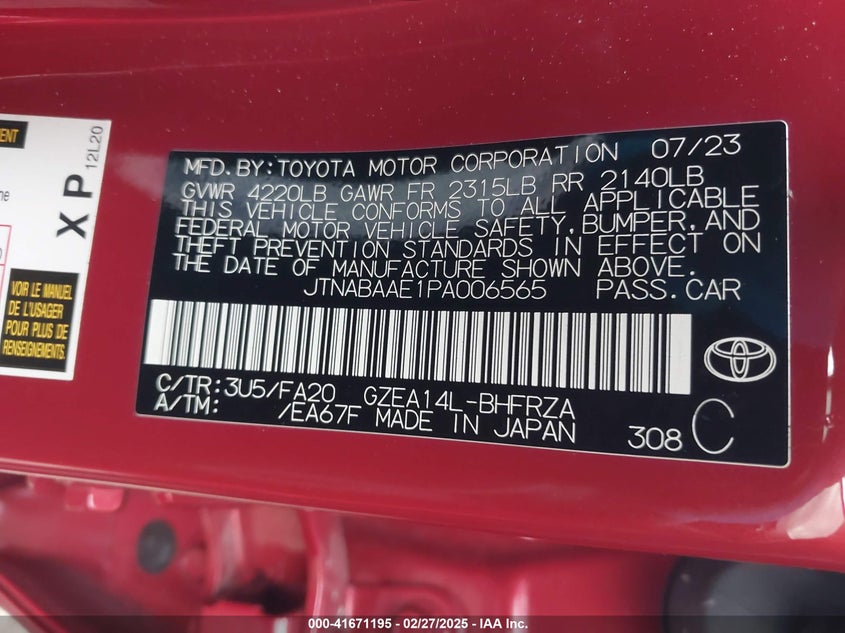 MFD.BY:TOYOTA MOTOR CORPORATION 07/23
GVWR 4220LB GAWR FR 2315LB RR 2140LB
THIS VEHICLE CONFORMS TO ALL APPLICABLE
FEDERAL MOTOR VEHICLE SAFETY,BUMPER,AND
THEFT PREVENTION STANDARDS IN EFFECT ON
THE DATE OF MANUFACTURE SHOWN ABOVE.
JTNABAAE1PA006565 PASS.CAR
C/TR:3U5/FA20 GZEA14L-BHFRZA
A/TM: /EA67F MADE IN JAPAN
308 C
XP
12L20
VOIR LE MANUEL
DE L'USAGER
POUR PLUS DE
RENSEIGNEMENTS.
000-41671195 - 02/27/2025 - IAAI.COM